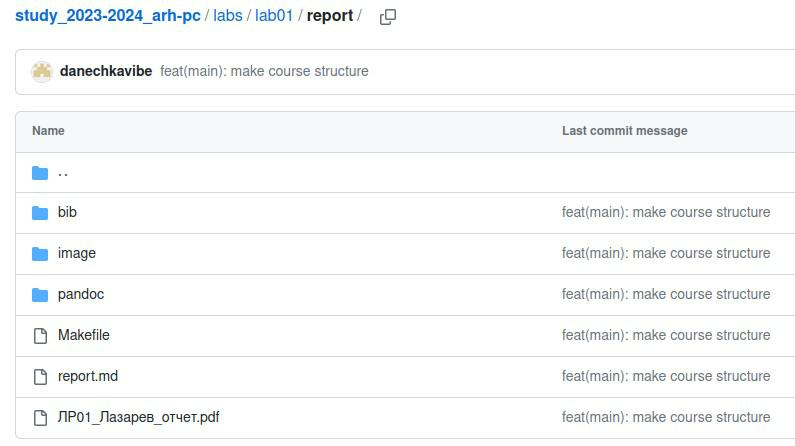 study_2023-2024_arh-pc / labs / lab01 / report /
danechkavibe feat(main): make course structure
Name Last commit message
..
bib feat(main): make course structure
image feat(main): make course structure
pandoc feat(main): make course structure
Makefile feat(main): make course structure
report.md feat(main): make course structure
ЛР01_Лазарев_отчет.pdf feat(main): make course structure